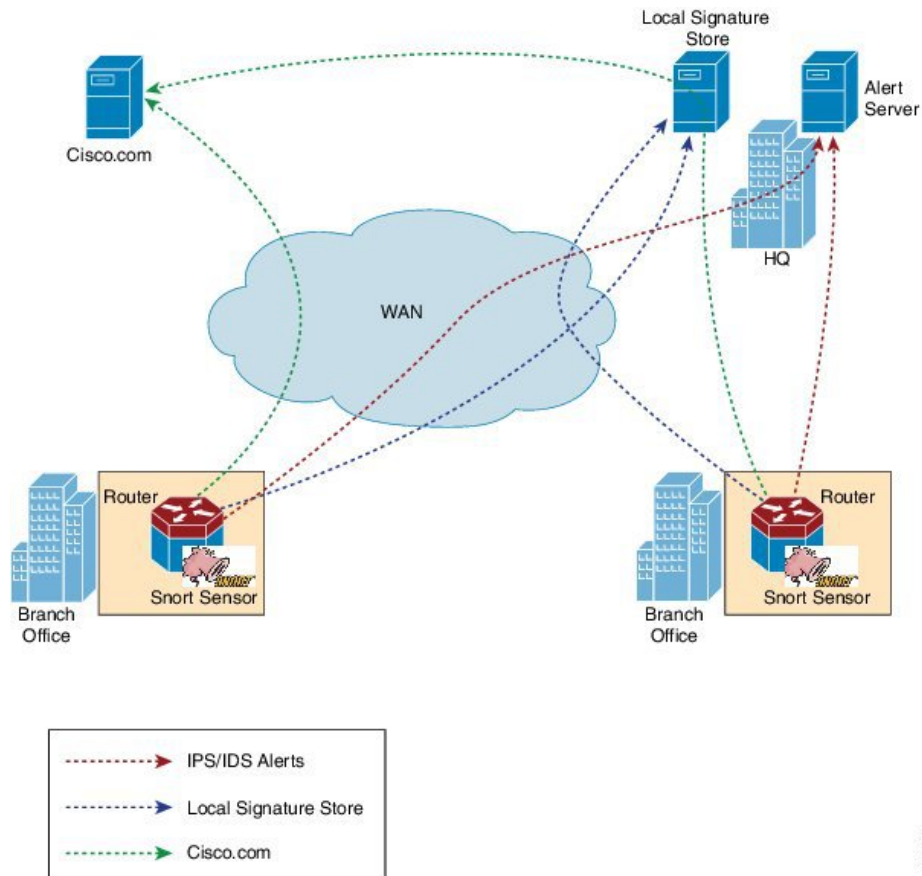 Local Signature
Store
Alert
Server
Cisco.com
HQ
WAN
Router
Snort Sensor
Branch
Office
Router
Snort Sensor
Branch
Office
IPS/IDS Alerts
Local Signature Store
Cisco.com